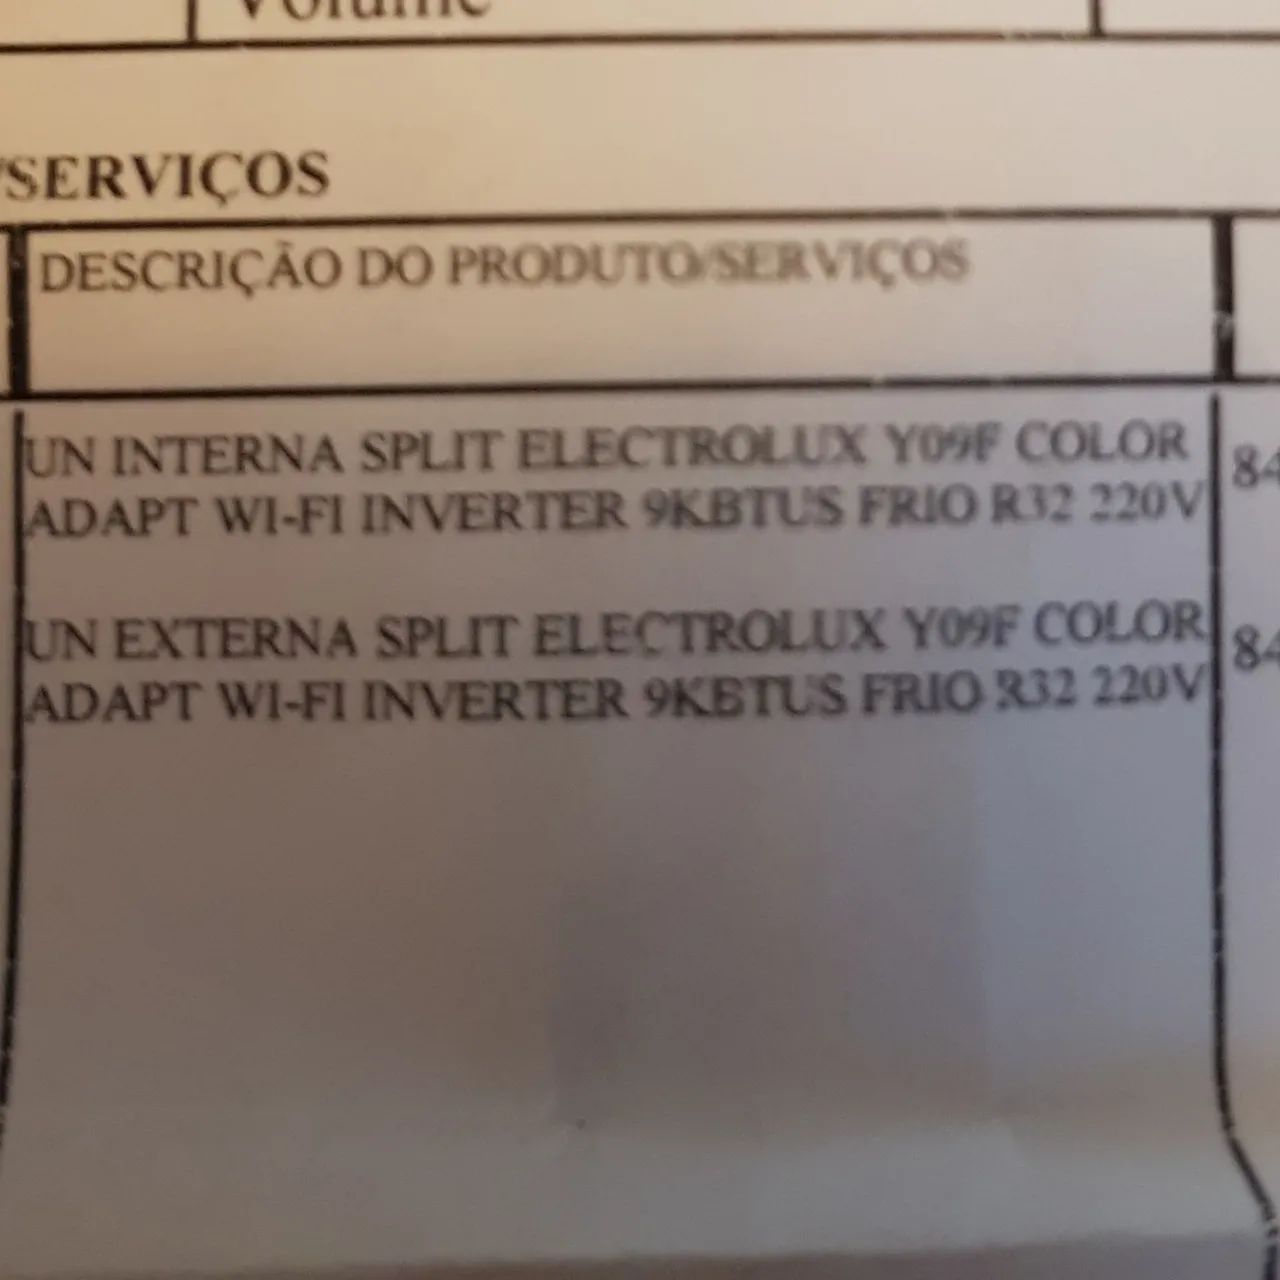 Volume
/SERVIÇOS
DESCRIÇÃO DO PRODUTO/SERVIÇOS
UN INTERNA SPLIT ELECTROLUX Y09F COLOR
ADAPT WI-FI INVERTER 9KBTUS FRIO R32 220V
84
UN EXTERNA SPLIT ELECTROLUX Y09F COLOR
ADAPT WI-FI INVERTER 9KBTUS FRIO R32 220V
84